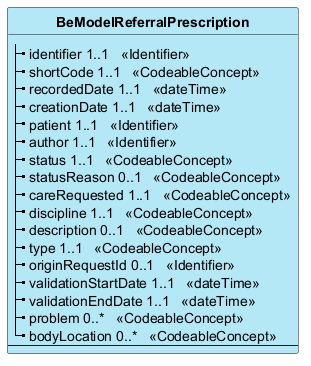 BeModelReferralPrescription
identifier 1..1 «Identifier»
shortCode 1..1 «CodeableConcept»
recordedDate 1..1 «dateTime»
creationDate 1..1 «dateTime»
patient 1..1 «Identifier»
author 1..1 «Identifier»
status 1..1 «CodeableConcept»
statusReason 0..1 «CodeableConcept»
careRequested 1..1 «CodeableConcept»
discipline 1..1 «CodeableConcept»
description 0..1 «CodeableConcept»
type 1..1 «CodeableConcept»
originRequestId 0..1 «Identifier»
validationStartDate 1..1 «dateTime»
validationEndDate 1..1 «dateTime»
problem 0..* «CodeableConcept»
bodyLocation 0..* «CodeableConcept»